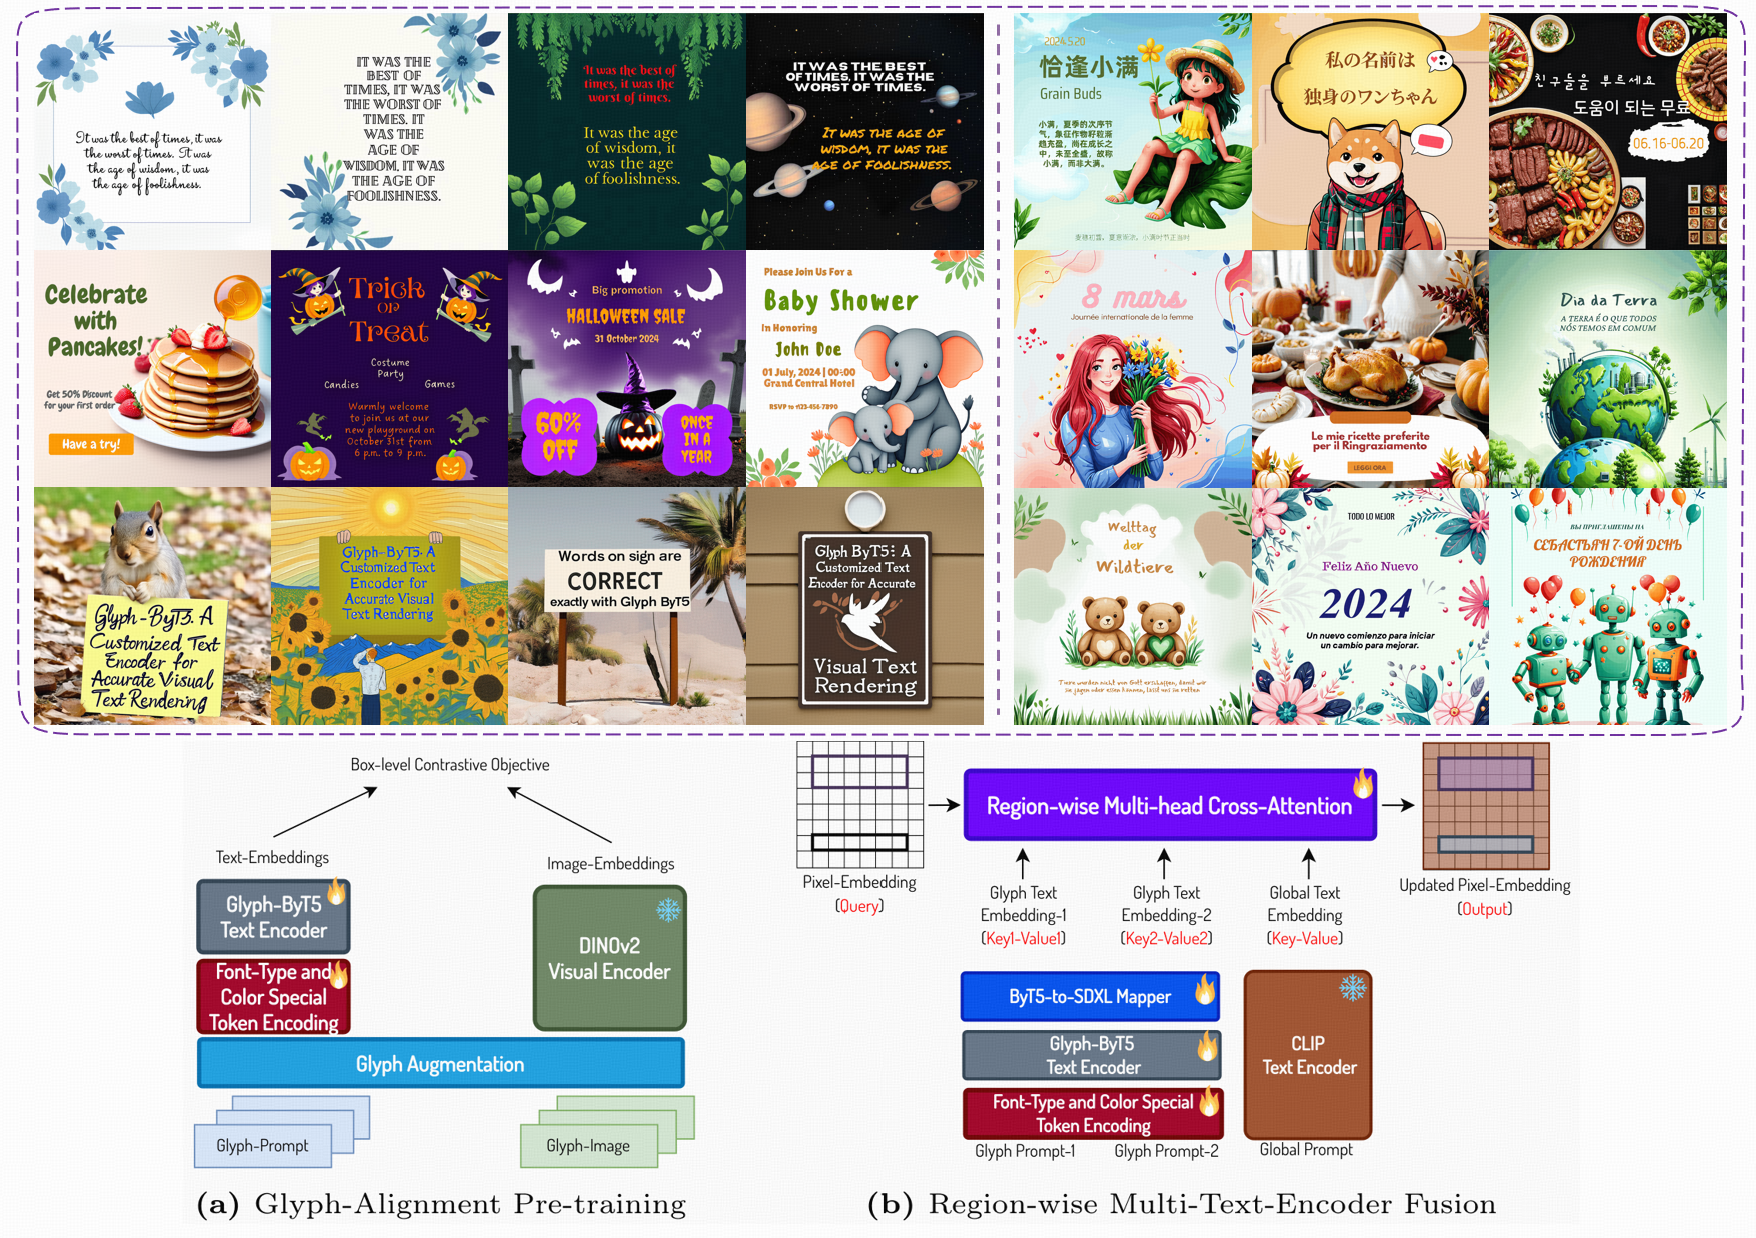 It was the best of times, it was
the worst of times. It was
the age of wisdom, it was
the age of foolishness.
IT WAS THE
BEST OF
TIMES, IT WAS
THE WORST OF
TIMES. IT
WAS THE
AGE OF
WISDOM, IT WAS
THE AGE OF
FOOLISHNESS.
It was the best of
times, it was the
worst of times.
It was the age
of wisdom, it
was the age
of foolishness.
IT WAS THE BEST
OF TIMES, IT WAS THE
WORST OF TIMES.
IT WAS THE AGE OF
WISDOM, IT WAS THE
AGE OF FOOLISHNESS.
2024.5.20
恰逢小满
Grain Buds
小满，夏季的次序节
气，象征作物籽粒渐
趋充盈，尚在成长之
中，未至全盛，故称
小满，而非大满。
私の名前は
独身のワンちゃん
친구들을 부르세요
도움이 되는 무료
06.16-06.20
Celebrate
with
Pancakes!
Get 50% Discount
for your first order
Have a try!
Trick
or
Treat
Costume
Party
Candies
Games
Warmly welcome
to join us at our
new playground on
October 31st from
6 p.m. to 9 p.m.
Big promotion
HALLOWEEN SALE
31 October 2024
60%
OFF
ONCE
IN A
YEAR
Please Join Us For a
Baby Shower
In Honoring
John Doe
01 July, 2024 | 00:00
Grand Central Hotel
RSVP to +123-456-7890
8 mars
Journée internationale de la femme
Le mie ricette preferite
per il Ringraziamento
LEGGI ORA
Dia da Terra
A TERRA É O QUE TODOS
NÓS TEMOS EM COMUM
Glyph-ByT5: A
Customized Text
Encoder for
Accurate Visual
Text Rendering
Glyph-ByT5: A
Customized Text
Encoder for
Accurate Visual
Text Rendering
Words on sign are
CORRECT
exactly with Glyph ByT5
Glyph ByT5: A
Customized Text
Encoder for Accurate
Visual Text
Rendering
Welttag
der
Wildtiere
Tiere wurden nicht von Gott erschaffen, damit wir
sie jagen oder essen können, lasst uns sie retten
TODO LO MEJOR
Feliz Año Nuevo
2024
Un nuevo comienzo para iniciar
un cambio para mejorar.
ВЫ ПРИГЛАШЕНЫ НА
СЕБАСТЬЯН 7-ОЙ ДЕНЬ
РОЖДЕНИЯ
Box-level Contrastive Objective
Text-Embeddings
Image-Embeddings
Glyph-ByT5
Text Encoder
Font-Type and
Color Special
Token Encoding
DINOv2
Visual Encoder
Glyph Augmentation
Glyph-Prompt
Glyph-Image
(a) Glyph-Alignment Pre-training
Region-wise Multi-head Cross-Attention
Pixel-Embedding
(Query)
Glyph Text
Embedding-1
(Key1-Value1)
Glyph Text
Embedding-2
(Key2-Value2)
Global Text
Embedding
(Key-Value)
Updated Pixel-Embedding
(Output)
ByT5-to-SDXL Mapper
Glyph-ByT5
Text Encoder
Font-Type and Color Special
Token Encoding
CLIP
Text Encoder
Glyph Prompt-1
Glyph Prompt-2
Global Prompt
(b) Region-wise Multi-Text-Encoder Fusion